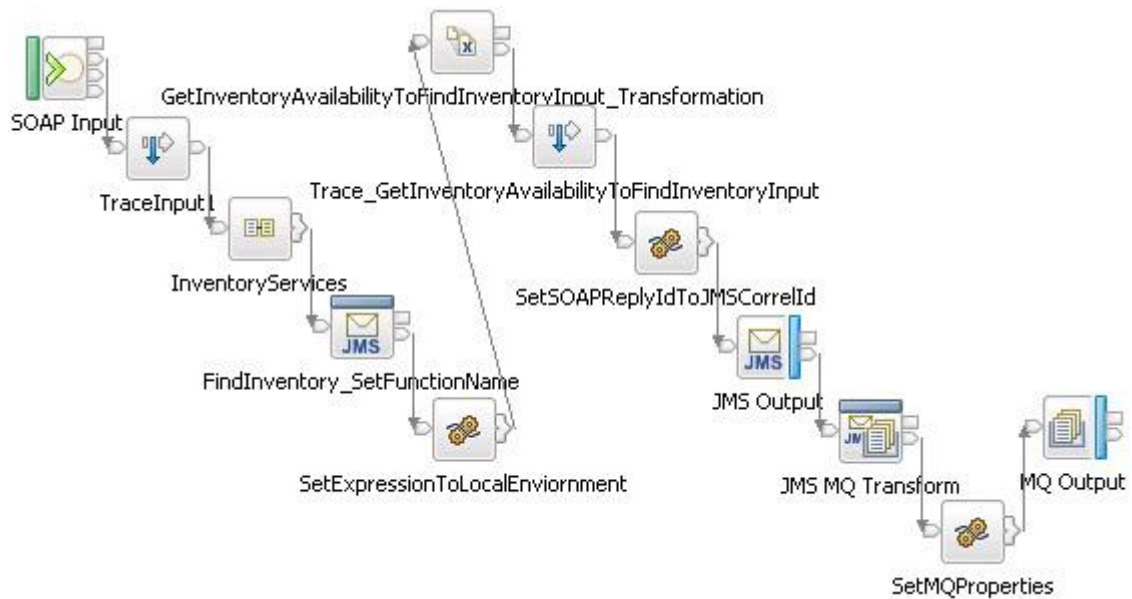 SOAP Input
GetInventoryAvailabilityToFindInventoryInput_Transformation
TraceInput1
Trace_GetInventoryAvailabilityToFindInventoryInput
InventoryServices
SetSOAPReplyIdToJMSCorrelId
JMS
FindInventory_SetFunctionName
JMS
JMS Output
SetExpressionToLocalEnviornment
JMS MQ Transform
MQ Output
SetMQProperties